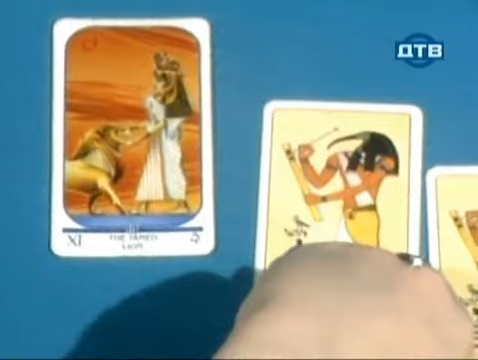 ДТВ
XI
THE TAMED
LION